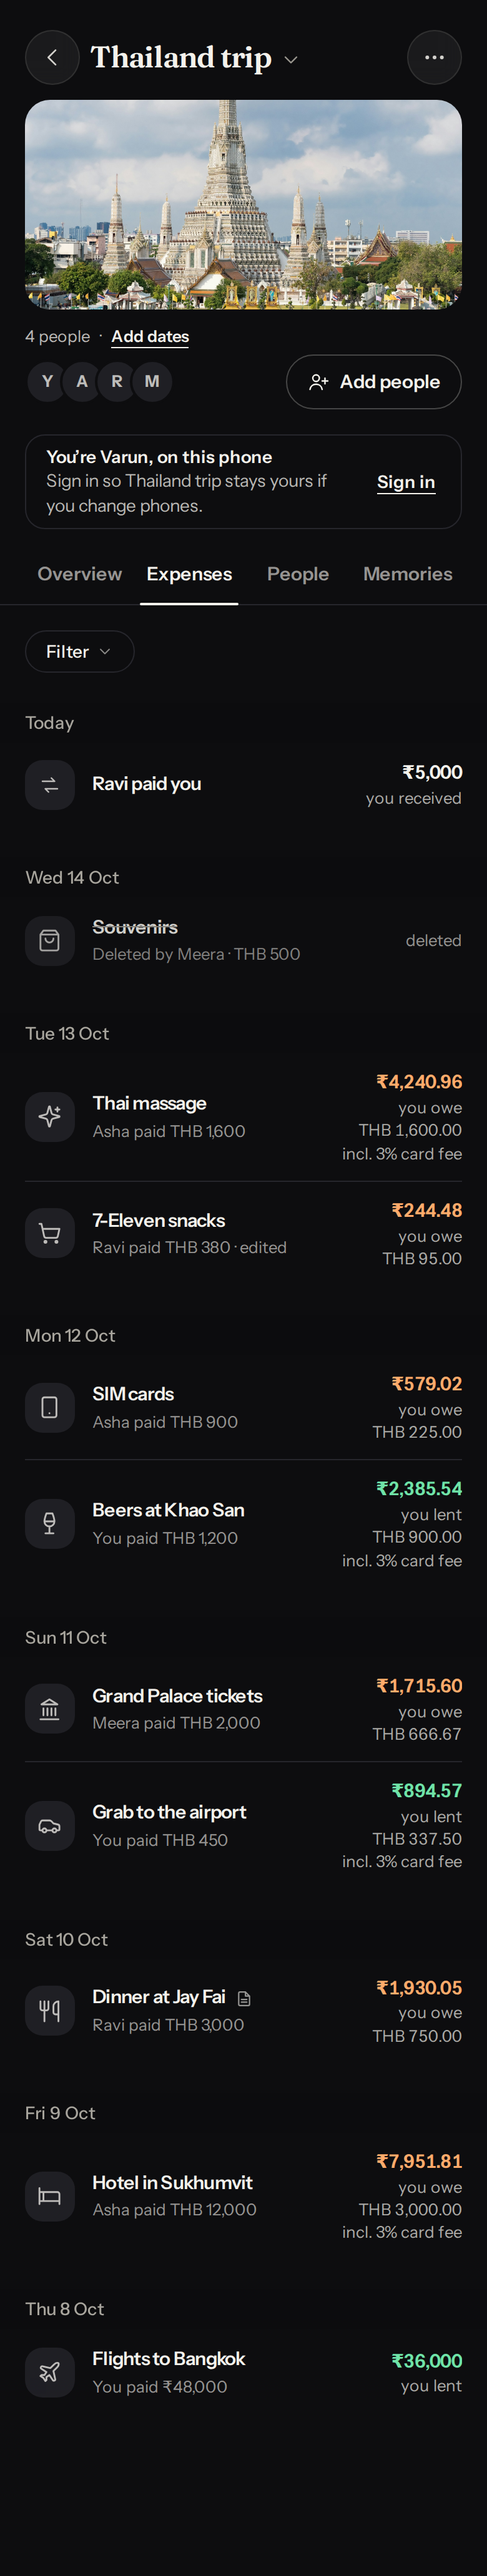 Thailand trip
4 people · Add dates
Y A R M
Add people
You're Varun, on this phone
Sign in so Thailand trip stays yours if
you change phones.
Sign in
Overview Expenses People Memories
Filter
Today
Ravi paid you
₹5,000
you received
Wed 14 Oct
Souvenirs
Deleted by Meera · THB 500
deleted
Tue 13 Oct
Thai massage
Asha paid THB 1,600
₹4,240.96
you owe
THB 1,600.00
incl. 3% card fee
7-Eleven snacks
Ravi paid THB 380 · edited
₹244.48
you owe
THB 95.00
Mon 12 Oct
SIM cards
Asha paid THB 900
₹579.02
you owe
THB 225.00
Beers at Khao San
You paid THB 1,200
₹2,385.54
you lent
THB 900.00
incl. 3% card fee
Sun 11 Oct
Grand Palace tickets
Meera paid THB 2,000
₹1,715.60
you owe
THB 666.67
Grab to the airport
You paid THB 450
₹894.57
you lent
THB 337.50
incl. 3% card fee
Sat 10 Oct
Dinner at Jay Fai
Ravi paid THB 3,000
₹1,930.05
you owe
THB 750.00
Fri 9 Oct
Hotel in Sukhumvit
Asha paid THB 12,000
₹7,951.81
you owe
THB 3,000.00
incl. 3% card fee
Thu 8 Oct
Flights to Bangkok
You paid ₹48,000
₹36,000
you lent